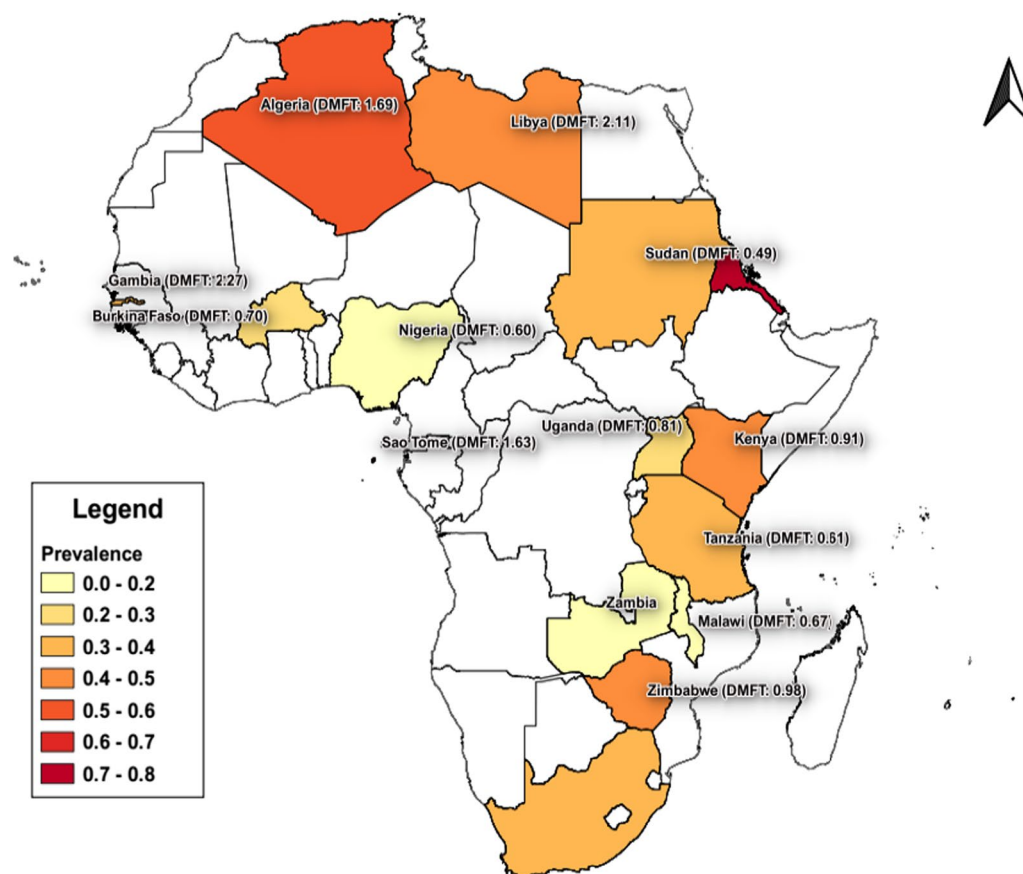 Algeria (DMFT: 1.69)
Libya (DMFT: 2.11)
Sudan (DMFT: 0.49)
Gambia (DMFT: 2.27)
Burkina Faso (DMFT: 0.70)
Nigeria (DMFT: 0.60)
Uganda (DMFT: 0.81)
Kenya (DMFT: 0.91)
Sao Tome (DMFT: 1.63)
Tanzania (DMFT: 0.61)
Zambia
Malawi (DMFT: 0.67)
Zimbabwe (DMFT: 0.98)
Legend
Prevalence
0.0 - 0.2
0.2 - 0.3
0.3 - 0.4
0.4 - 0.5
0.5 - 0.6
0.6 - 0.7
0.7 - 0.8